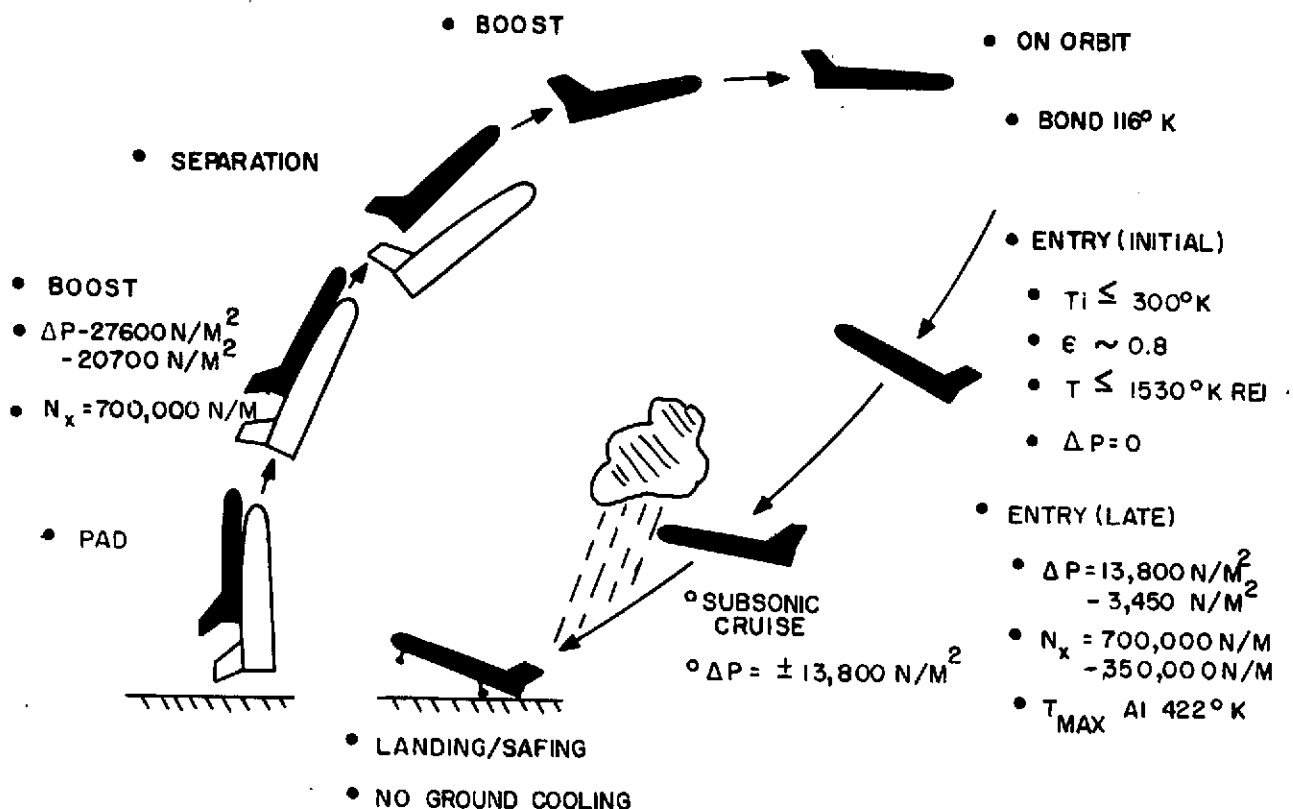 • BOOST
• ON ORBIT
• BOND 116° K
• SEPARATION
• BOOST
• ΔP-27600 N/M²
-20700 N/M²
• Nₓ = 700,000 N/M
• PAD
• ENTRY (INITIAL)
• Ti ≤ 300°K
• ϵ ~ 0.8
• T ≤ 1530°K REI
• ΔP = 0
• ENTRY (LATE)
• ΔP = 13,800 N/M²
- 3,450 N/M²
• Nₓ = 700,000 N/M
-350,000 N/M
• T_MAX Al 422° K
° SUBSONIC
CRUISE
° ΔP = ± 13,800 N/M²
• LANDING/SAFING
• NO GROUND COOLING